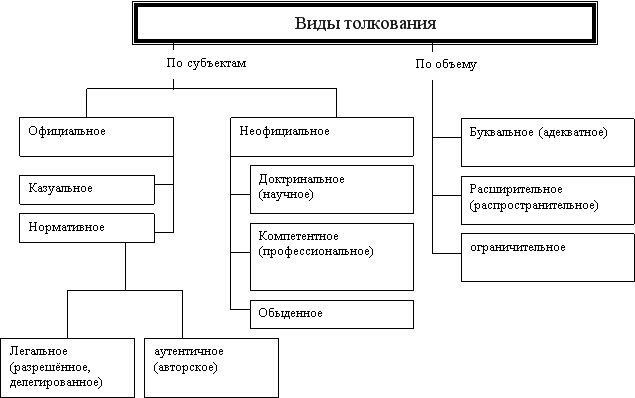 Виды толкования
По субъектам
По объему
Официальное
Казуальное
Нормативное
Легальное
(разрешённое,
делегированное)
аутентичное
(авторское)
Неофициальное
Доктринальное
(научное)
Компетентное
(профессиональное)
Обыденное
Буквальное (адекватное)
Расширительное
(распространительное)
ограничительное